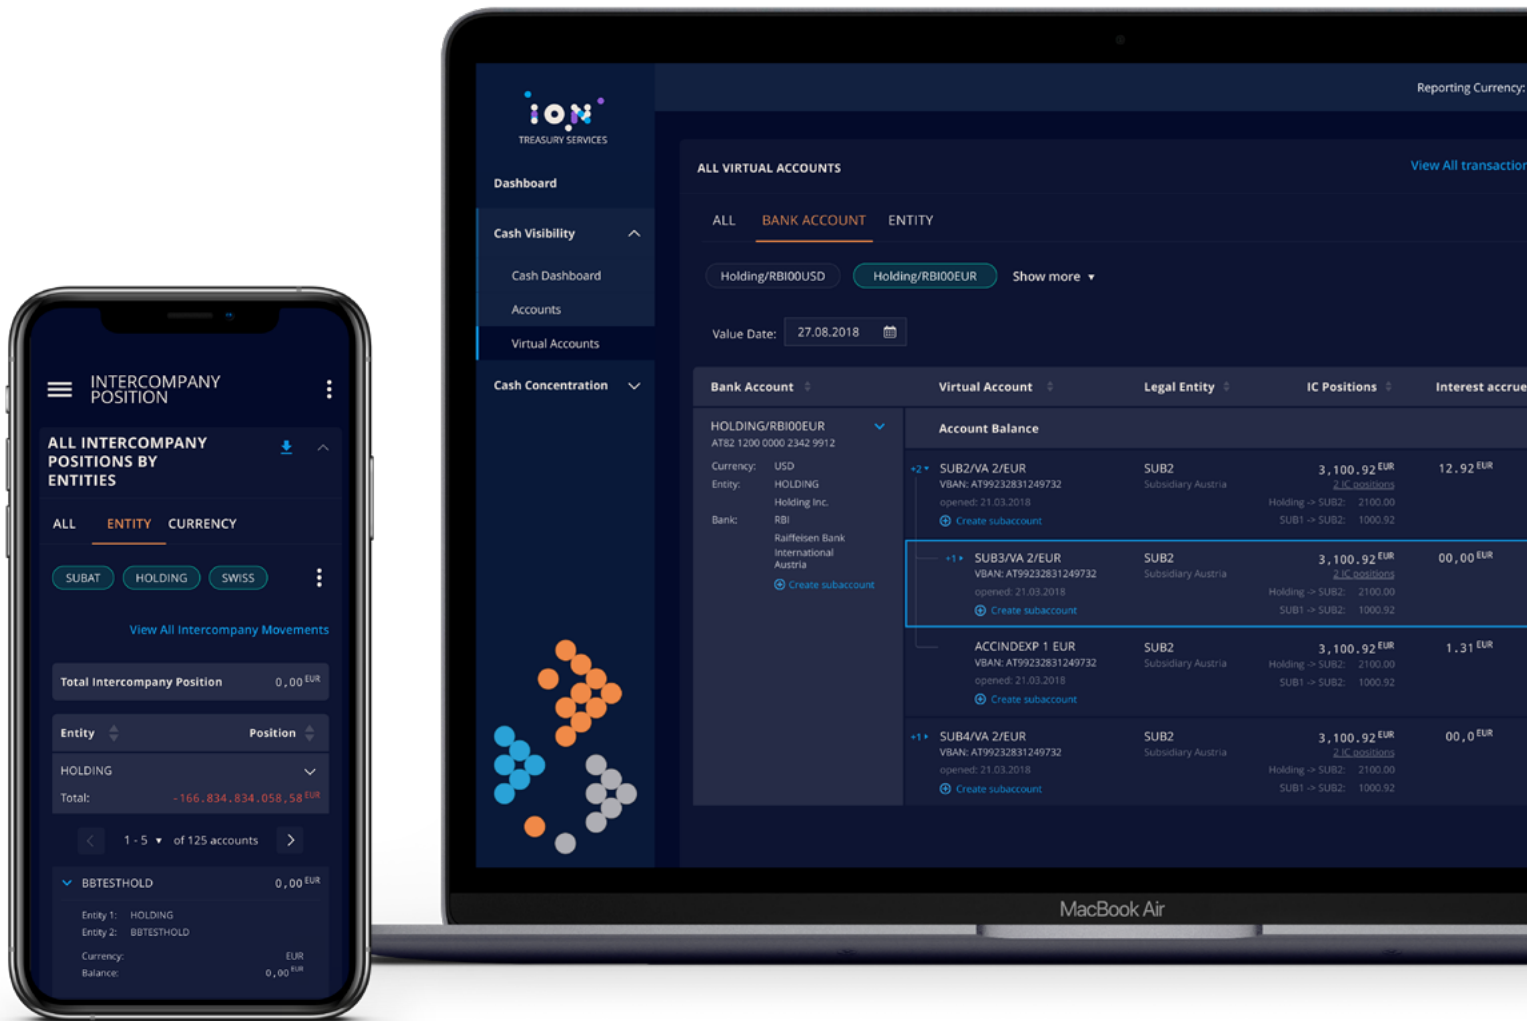 INTERCOMPANY
POSITION
ALL INTERCOMPANY
POSITIONS BY
ENTITIES
ALL ENTITY CURRENCY
SUBAT HOLDING SWISS
View All Intercompany Movements
Total Intercompany Position 0,00 EUR
Entity Position
HOLDING
Total: -166.834.834.058,58 EUR
1 - 5 of 125 accounts
BBTESTHOLD 0,00 EUR
Entity 1: HOLDING
Entity 2: BBTESTHOLD
Currency: EUR
Balance: 0,00 EUR
ION
TREASURY SERVICES
Dashboard
Cash Visibility
Cash Dashboard
Accounts
Virtual Accounts
Cash Concentration
Reporting Currency:
ALL VIRTUAL ACCOUNTS
View All transaction
ALL BANK ACCOUNT ENTITY
Holding/RBI00USD Holding/RBI00EUR Show more
Value Date: 27.08.2018
Bank Account Virtual Account Legal Entity IC Positions Interest accrue
HOLDING/RBI00EUR
AT82 1200 0000 2342 9912
Currency: USD
Entity: HOLDING
Holding Inc.
Bank: RBI
Raiffeisen Bank
International
Austria
Create subaccount
Account Balance
+2 SUB2/VA 2/EUR SUB2 3,100.92 EUR 12.92 EUR
VBAN: AT99232831249732 Subsidiary Austria 2 IC positions
opened: 21.03.2018 Holding -> SUB2: 2100.00
Create subaccount SUB1 -> SUB2: 1000.92
+1 SUB3/VA 2/EUR SUB2 3,100.92 EUR 00,00 EUR
VBAN: AT99232831249732 Subsidiary Austria 2 IC positions
opened: 21.03.2018 Holding -> SUB2: 2100.00
Create subaccount SUB1 -> SUB2: 1000.92
ACCINDEXP 1 EUR SUB2 3,100.92 EUR 1.31 EUR
VBAN: AT99232831249732 Subsidiary Austria Holding -> SUB2: 2100.00
opened: 21.03.2018 SUB1 -> SUB2: 1000.92
Create subaccount
+1 SUB4/VA 2/EUR SUB2 3,100.92 EUR 00,0 EUR
VBAN: AT99232831249732 Subsidiary Austria 2 IC positions
opened: 21.03.2018 Holding -> SUB2: 2100.00
Create subaccount SUB1 -> SUB2: 1000.92
MacBook Air